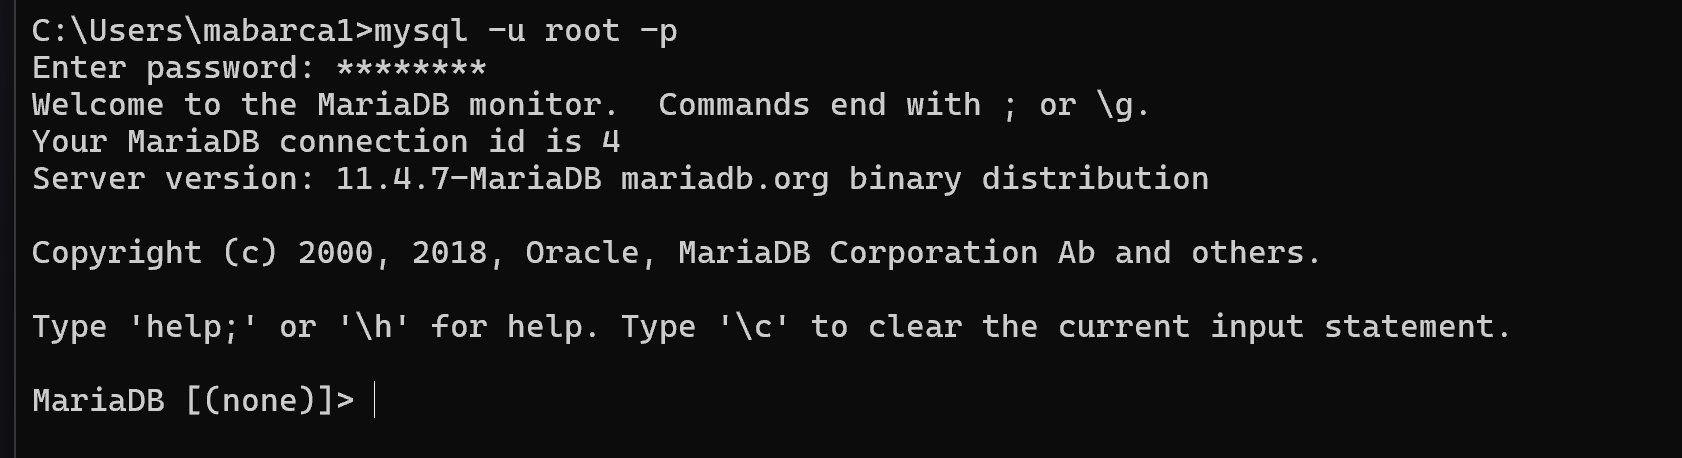 C:\Users\mabarca1>mysql -u root -p
Enter password: ********
Welcome to the MariaDB monitor.  Commands end with ; or \g.
Your MariaDB connection id is 4
Server version: 11.4.7-MariaDB mariadb.org binary distribution
Copyright (c) 2000, 2018, Oracle, MariaDB Corporation Ab and others.
Type 'help;' or '\h' for help. Type '\c' to clear the current input statement.
MariaDB [(none)]>